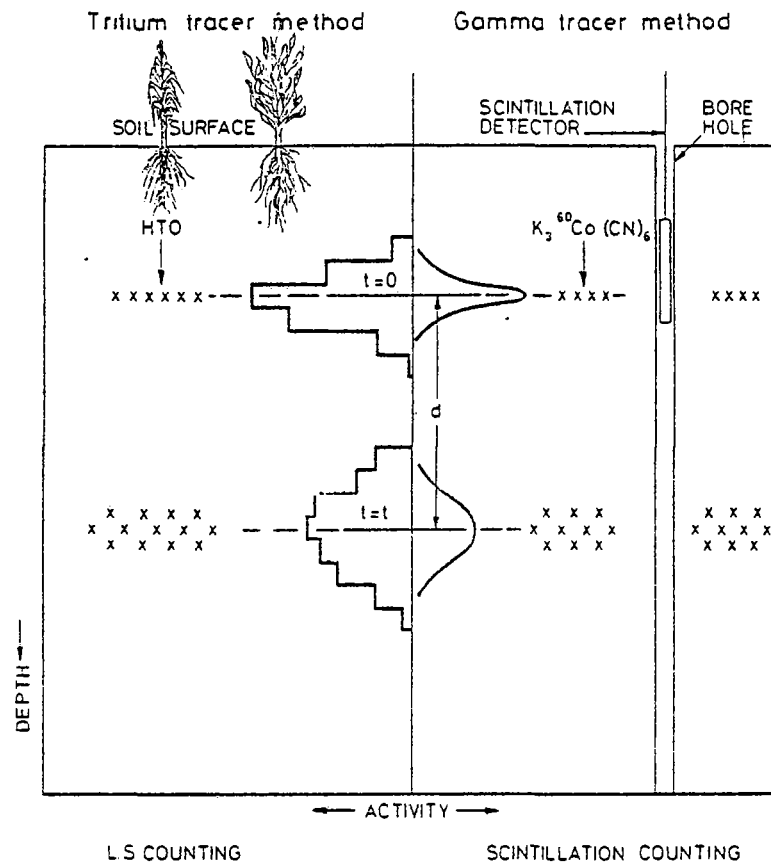 Tritium tracer method
Gamma tracer method
SOIL SURFACE
SCINTILLATION
DETECTOR
BORE
HOLE
HTO
K₃ ⁶⁰Co (CN)₆
x x x x x x
t=0
x x x x
x x x x
d
x x x x
x x x x x
x x x x
t=t
x x x
x x x x
x x x
x x x
x x x x
x x x
DEPTH
ACTIVITY
L.S COUNTING
SCINTILLATION COUNTING